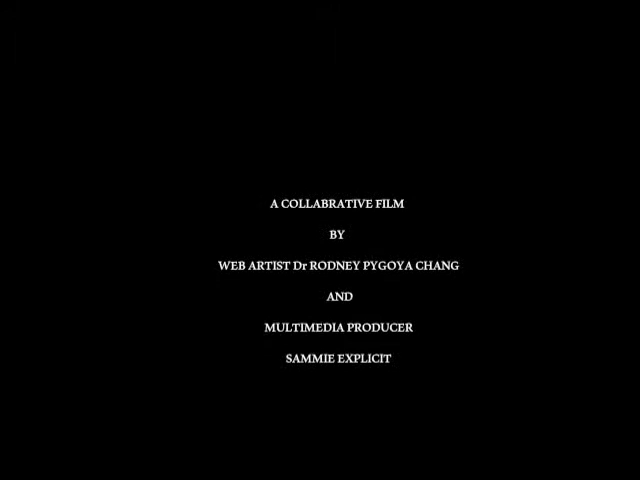 A COLLABRATIVE FILM
BY
WEB ARTIST Dr RODNEY PYGOYA CHANG
AND
MULTIMEDIA PRODUCER
SAMMIE EXPLICIT